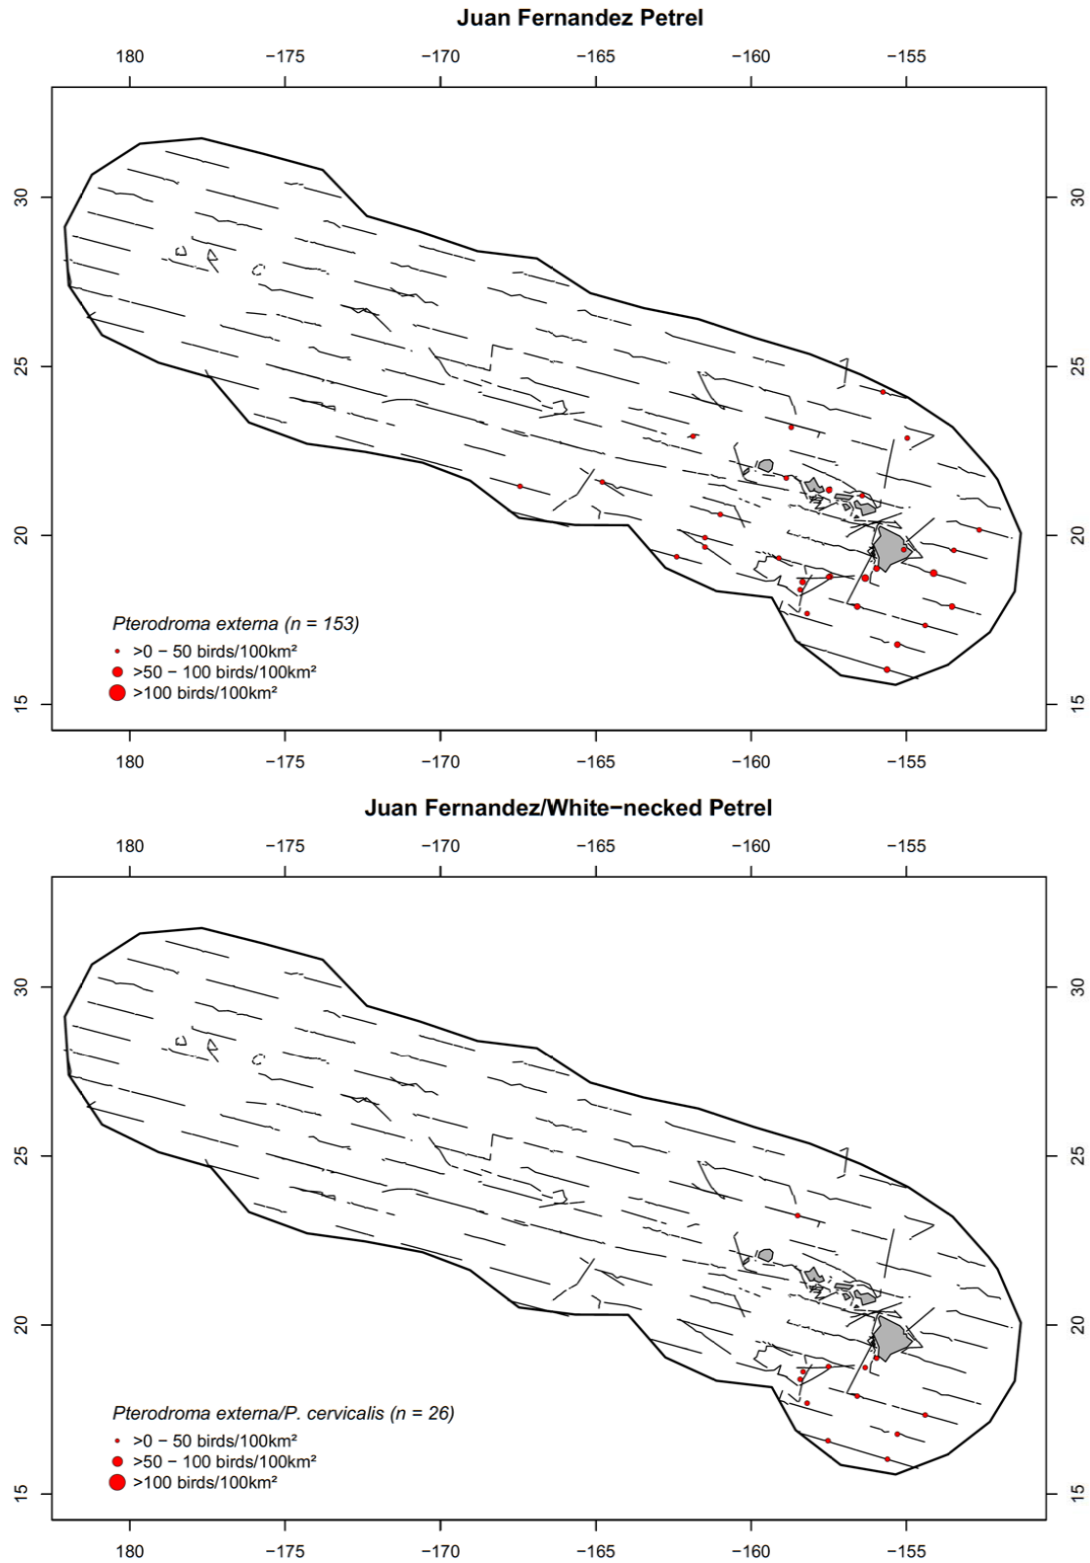 Juan Fernandez Petrel
180 −175 −170 −165 −160 −155
30 30
25 25
20 20
15 15
Pterodroma externa (n = 153)
>0 − 50 birds/100km²
>50 − 100 birds/100km²
>100 birds/100km²
180 −175 −170 −165 −160 −155
Juan Fernandez/White−necked Petrel
180 −175 −170 −165 −160 −155
30 30
25 25
20 20
15 15
Pterodroma externa/P. cervicalis (n = 26)
>0 − 50 birds/100km²
>50 − 100 birds/100km²
>100 birds/100km²
180 −175 −170 −165 −160 −155